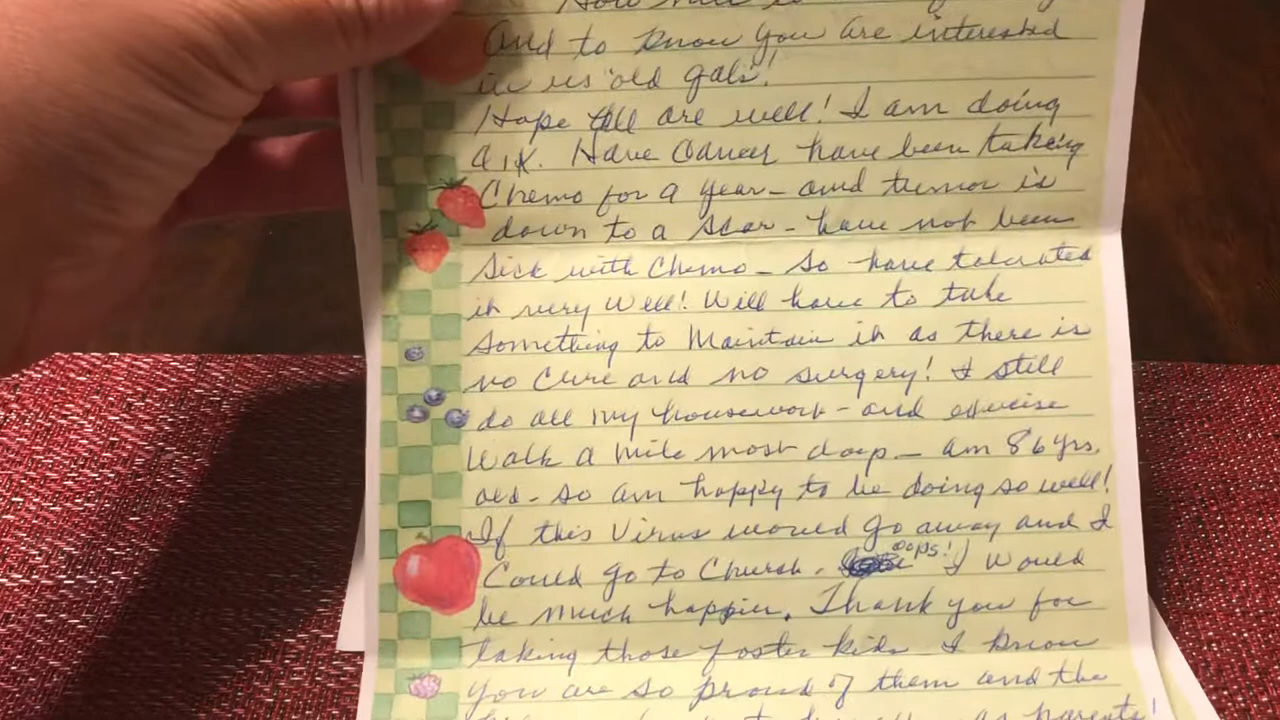 How nice is
And to know you are interested
in us "old gals"!
Hope all are well! I am doing
O.K. Have Cancer have been taking
Chemo for a year - and tumor is
down to a scar - have not been
sick with Chemo - so have tolerated
it very well! Will have to take
something to maintain it as there is
no cure and no surgery! I still
do all my housework - and exercise
Walk a mile most days - am 86 yrs.
old - so am happy to be doing so well!
If this Virus would go away and I
could go to Church. oops! I would
be much happier. Thank you for
taking those foster kids. I know
you are so proud of them and the
as parents!